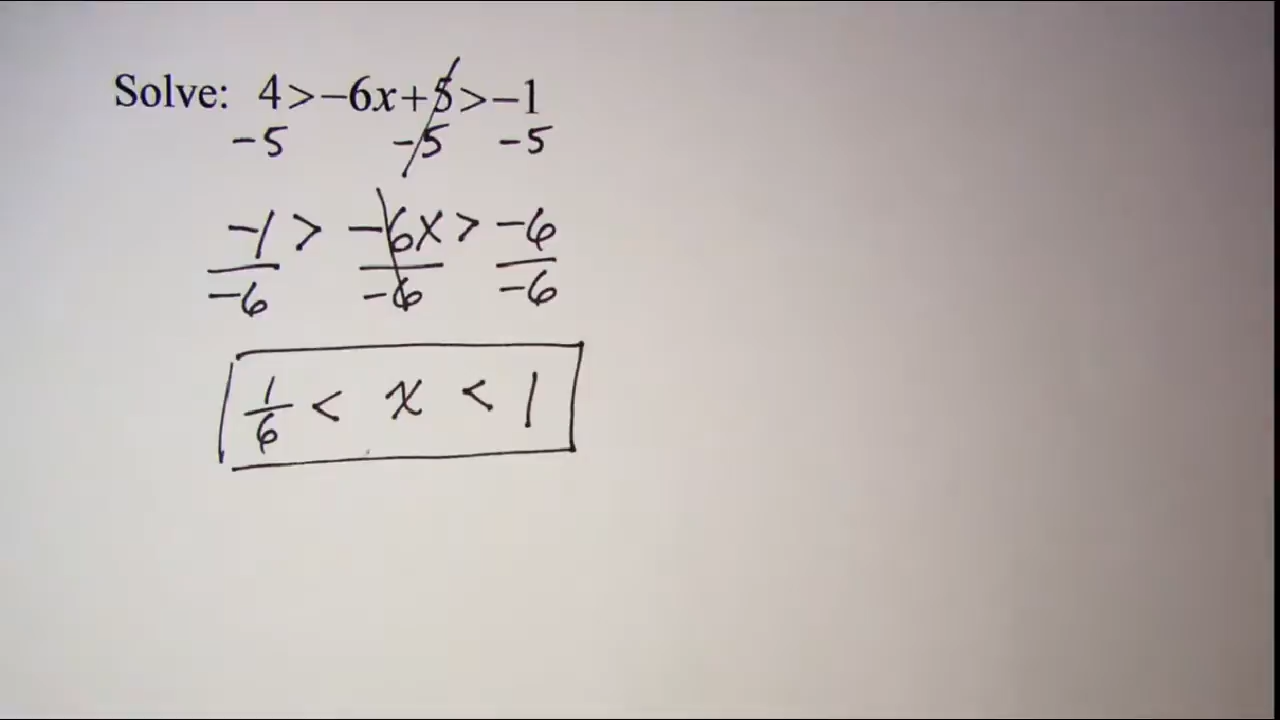 Solve: 4>−6x+5>−1
−5 −5 −5
−1 > −6x > −6
−6 −6 −6
1/6 < x < 1